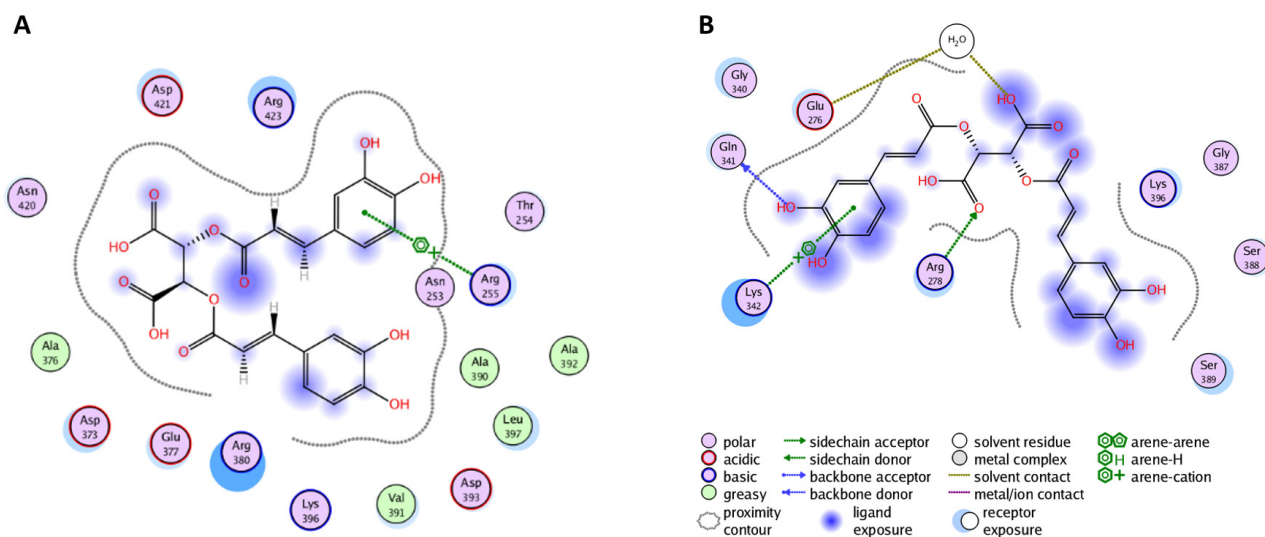 A
Asp
421
Arg
423
OH
OH
Asn
420
Thr
254
O
HO
O
O
H
H
O
Asn
253
Arg
255
O
OH
O
O
H
H
OH
OH
Ala
376
Ala
390
Ala
392
Leu
397
Asp
373
Glu
377
Arg
380
Lys
396
Val
391
Asp
393
B
H₂O
Gly
340
Glu
276
Gln
341
HO
O
O
O
O
HO
O
O
HO
HO
O
Gly
387
Lys
396
Ser
388
Arg
278
Lys
342
OH
OH
Ser
389
polar
acidic
basic
greasy
proximity
contour
sidechain acceptor
sidechain donor
backbone acceptor
backbone donor
ligand
exposure
solvent residue
metal complex
solvent contact
metal/ion contact
receptor
exposure
arene-arene
H arene-H
+ arene-cation